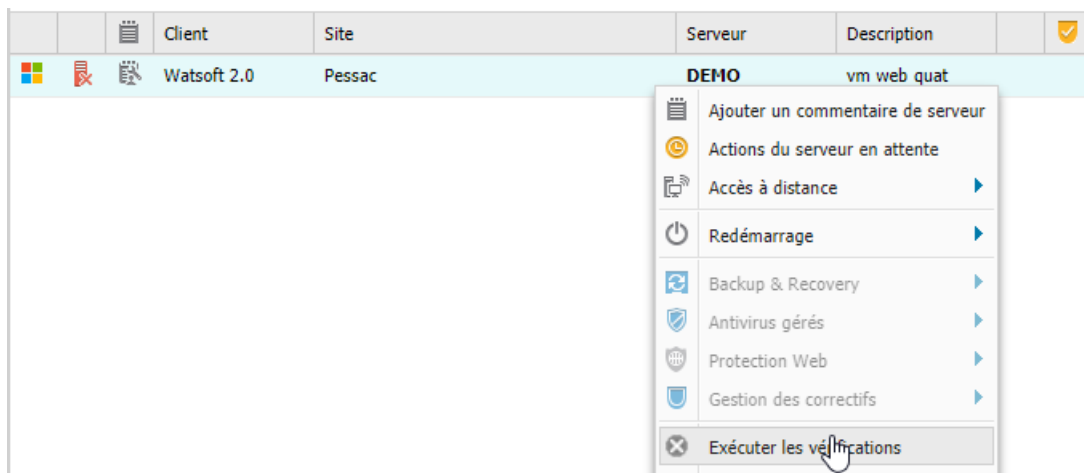 Client Site Serveur Description
Watsoft 2.0 Pessac DEMO vm web quat
Ajouter un commentaire de serveur
Actions du serveur en attente
Accès à distance
Redémarrage
Backup & Recovery
Antivirus gérés
Protection Web
Gestion des correctifs
Exécuter les vérifications